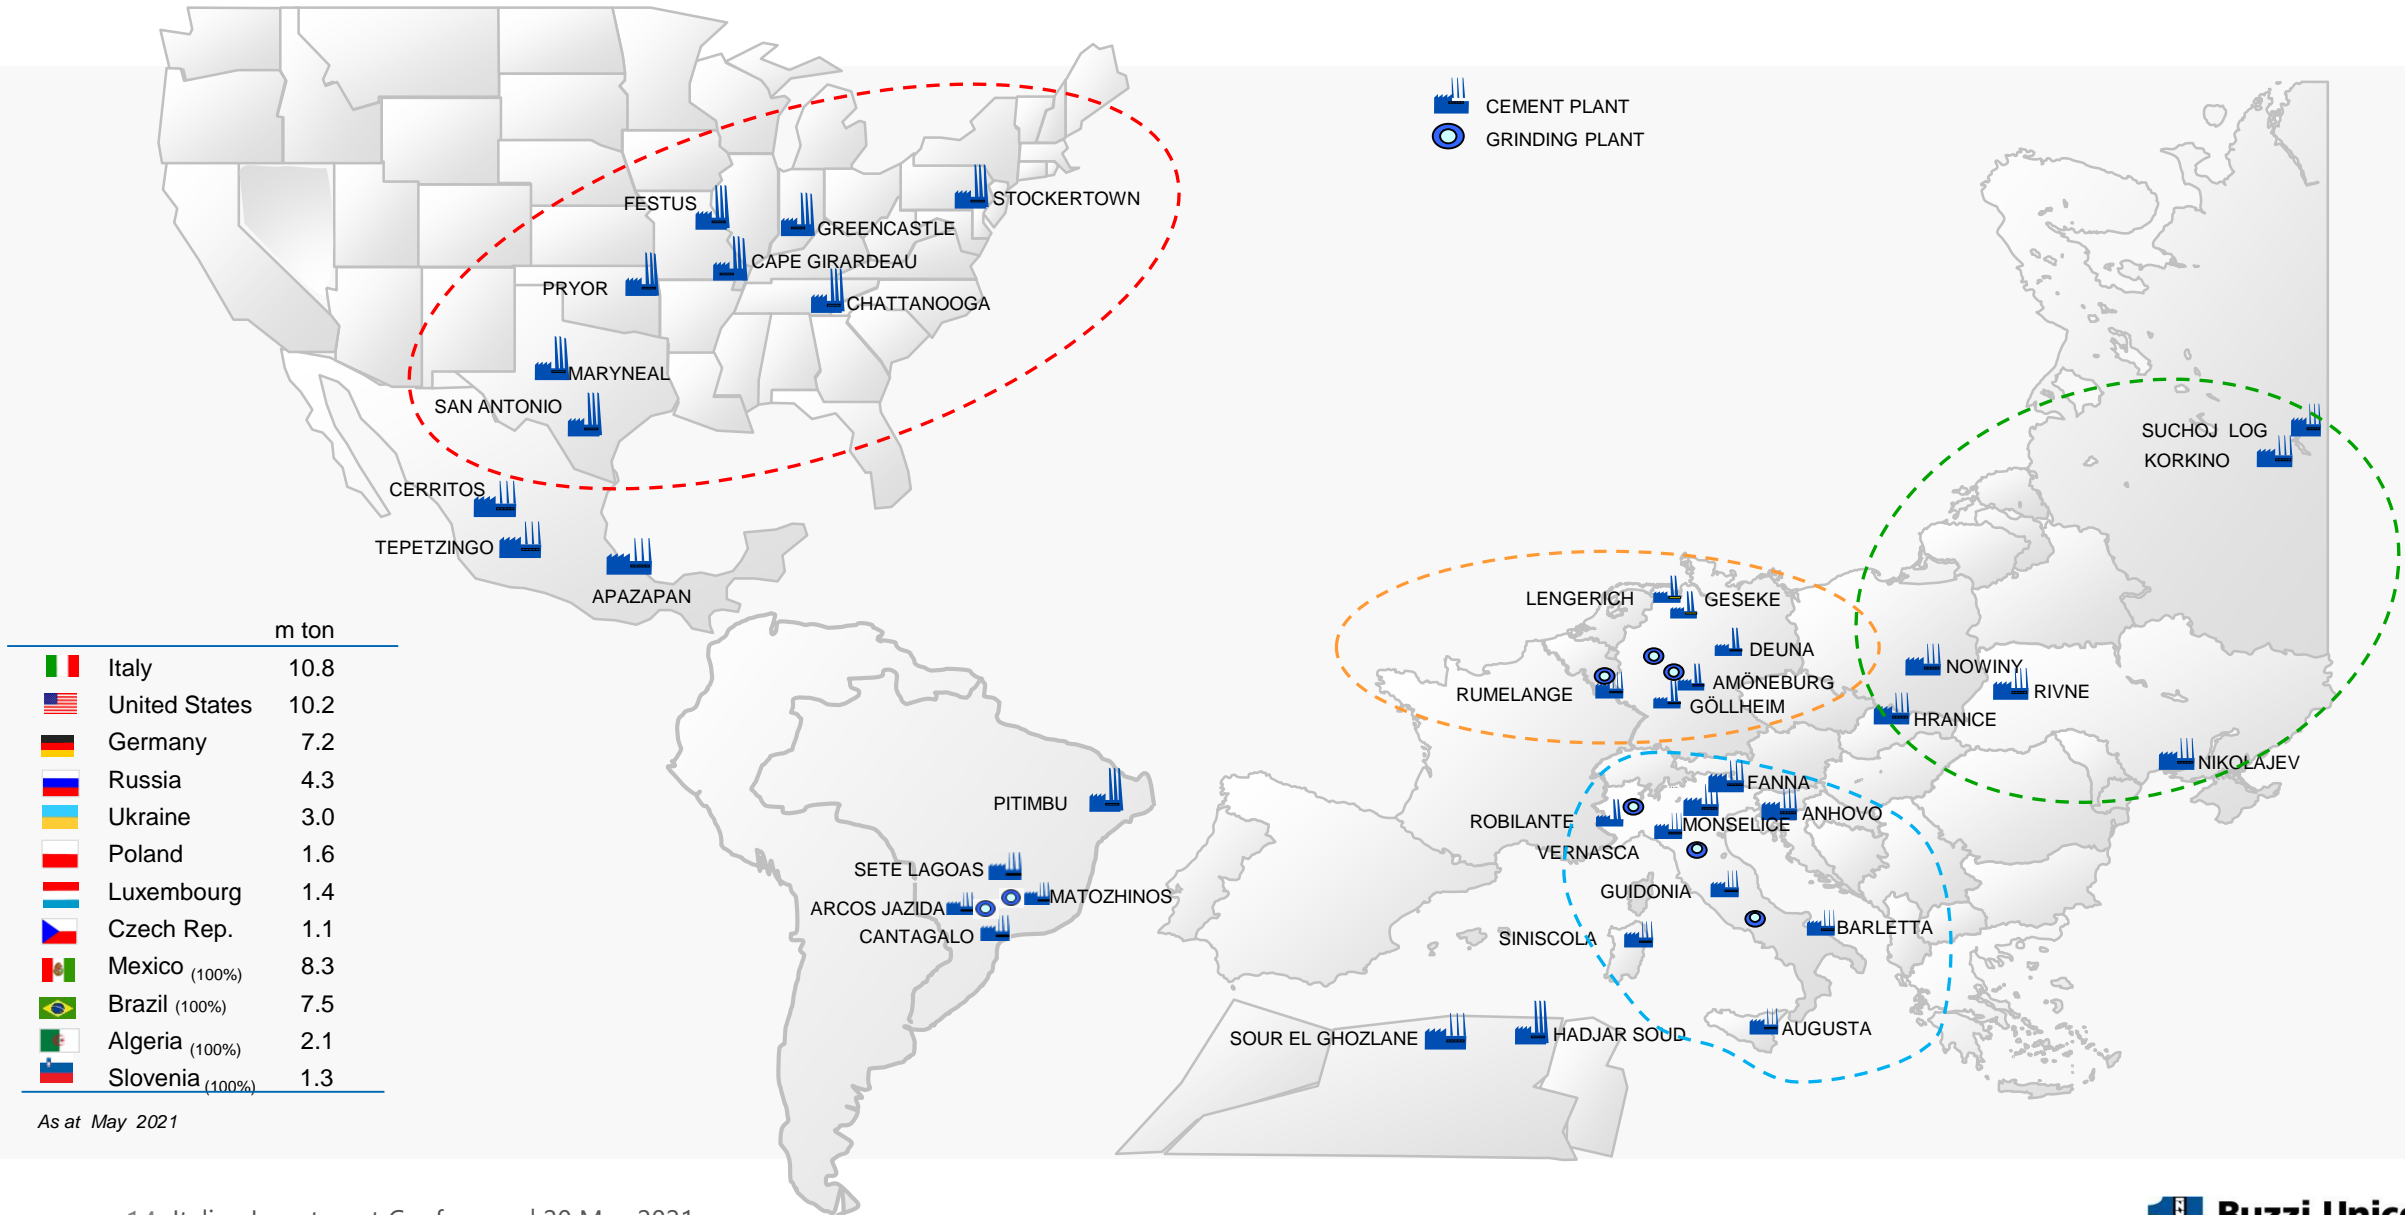 CEMENT PLANT
GRINDING PLANT
STOCKERTOWN
FESTUS
GREENCASTLE
CAPE GIRARDEAU
PRYOR
CHATTANOOGA
MARYNEAL
SAN ANTONIO
CERRITOS
TEPETZINGO
APAZAPAN
SUCHOJ LOG
KORKINO
LENGERICH
GESEKE
DEUNA
AMÖNEBURG
RUMELANGE
GÖLLHEIM
NOWINY
RIVNE
HRANICE
NIKOLAJEV
FANNA
ANHOVO
ROBILANTE
MONSELICE
VERNASCA
GUIDONIA
BARLETTA
SINISCOLA
AUGUSTA
SOUR EL GHOZLANE
HADJAR SOUD
PITIMBU
SETE LAGOAS
MATOZHINOS
ARCOS JAZIDA
CANTAGALO
m ton
Italy 10.8
United States 10.2
Germany 7.2
Russia 4.3
Ukraine 3.0
Poland 1.6
Luxembourg 1.4
Czech Rep. 1.1
Mexico (100%) 8.3
Brazil (100%) 7.5
Algeria (100%) 2.1
Slovenia (100%) 1.3
As at May 2021